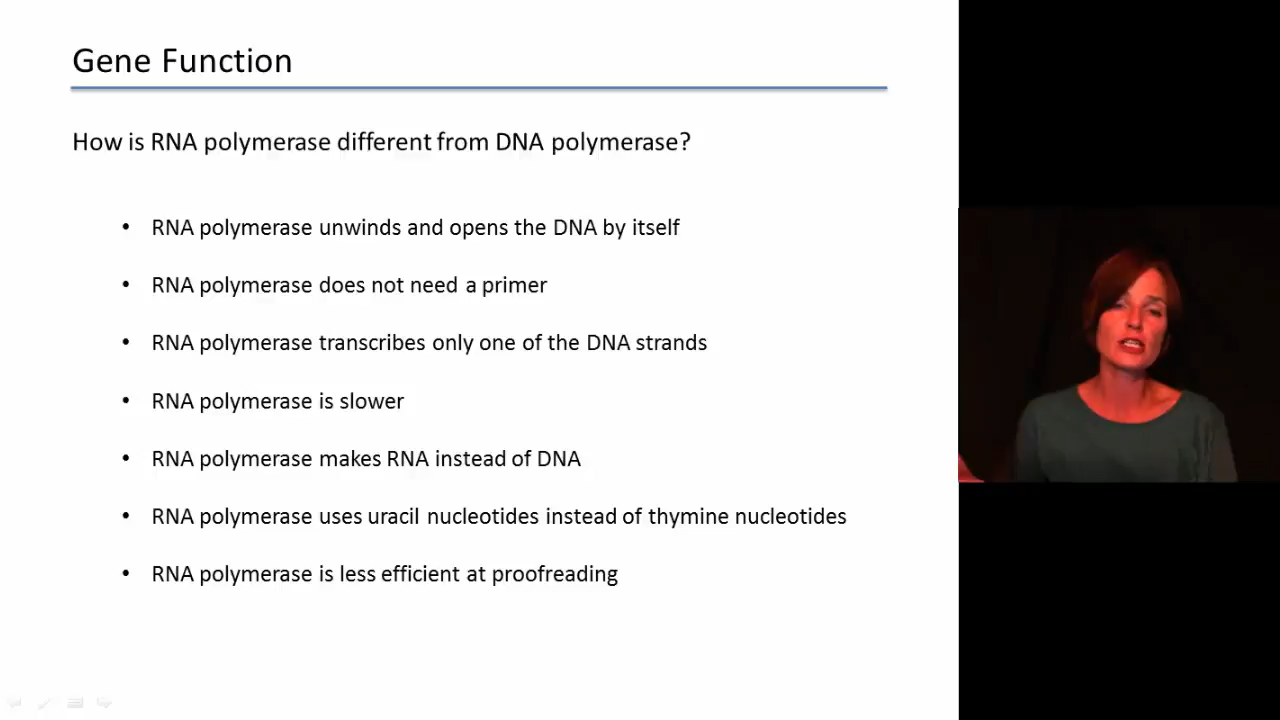 Gene Function
How is RNA polymerase different from DNA polymerase?
• RNA polymerase unwinds and opens the DNA by itself
• RNA polymerase does not need a primer
• RNA polymerase transcribes only one of the DNA strands
• RNA polymerase is slower
• RNA polymerase makes RNA instead of DNA
• RNA polymerase uses uracil nucleotides instead of thymine nucleotides
• RNA polymerase is less efficient at proofreading